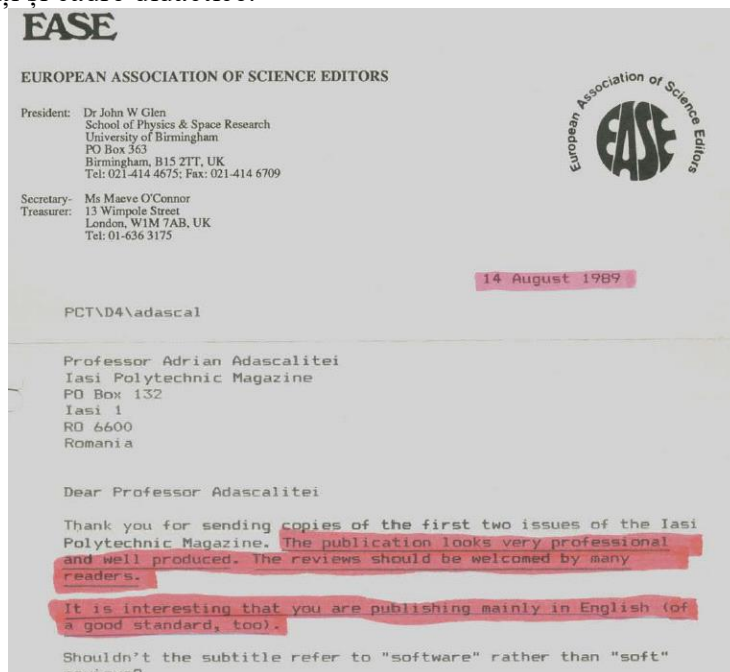 EASE
EUROPEAN ASSOCIATION OF SCIENCE EDITORS
President: Dr John W Glen
School of Physics & Space Research
University of Birmingham
PO Box 363
Birmingham, B15 2TT, UK
Tel: 021-414 4675; Fax: 021-414 6709
Secretary- Ms Maeve O'Connor
Treasurer: 13 Wimpole Street
London, W1M 7AB, UK
Tel: 01-636 3175
European Association of Science Editors
EASE
14 August 1989
PCT\D4\adascal
Professor Adrian Adascalitei
Iasi Polytechnic Magazine
PO Box 132
Iasi 1
RO 6600
Romania
Dear Professor Adascalitei
Thank you for sending copies of the first two issues of the Iasi
Polytechnic Magazine. The publication looks very professional
and well produced. The reviews should be welcomed by many
readers.
It is interesting that you are publishing mainly in English (of
a good standard, too).
Shouldn't the subtitle refer to "software" rather than "soft"